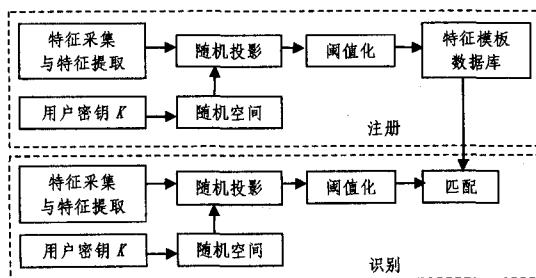 特征采集
与特征提取
随机投影
阈值化
特征模板
数据库
用户密钥 K
随机空间
注册
特征采集
与特征提取
随机投影
阈值化
匹配
用户密钥 K
随机空间
识别